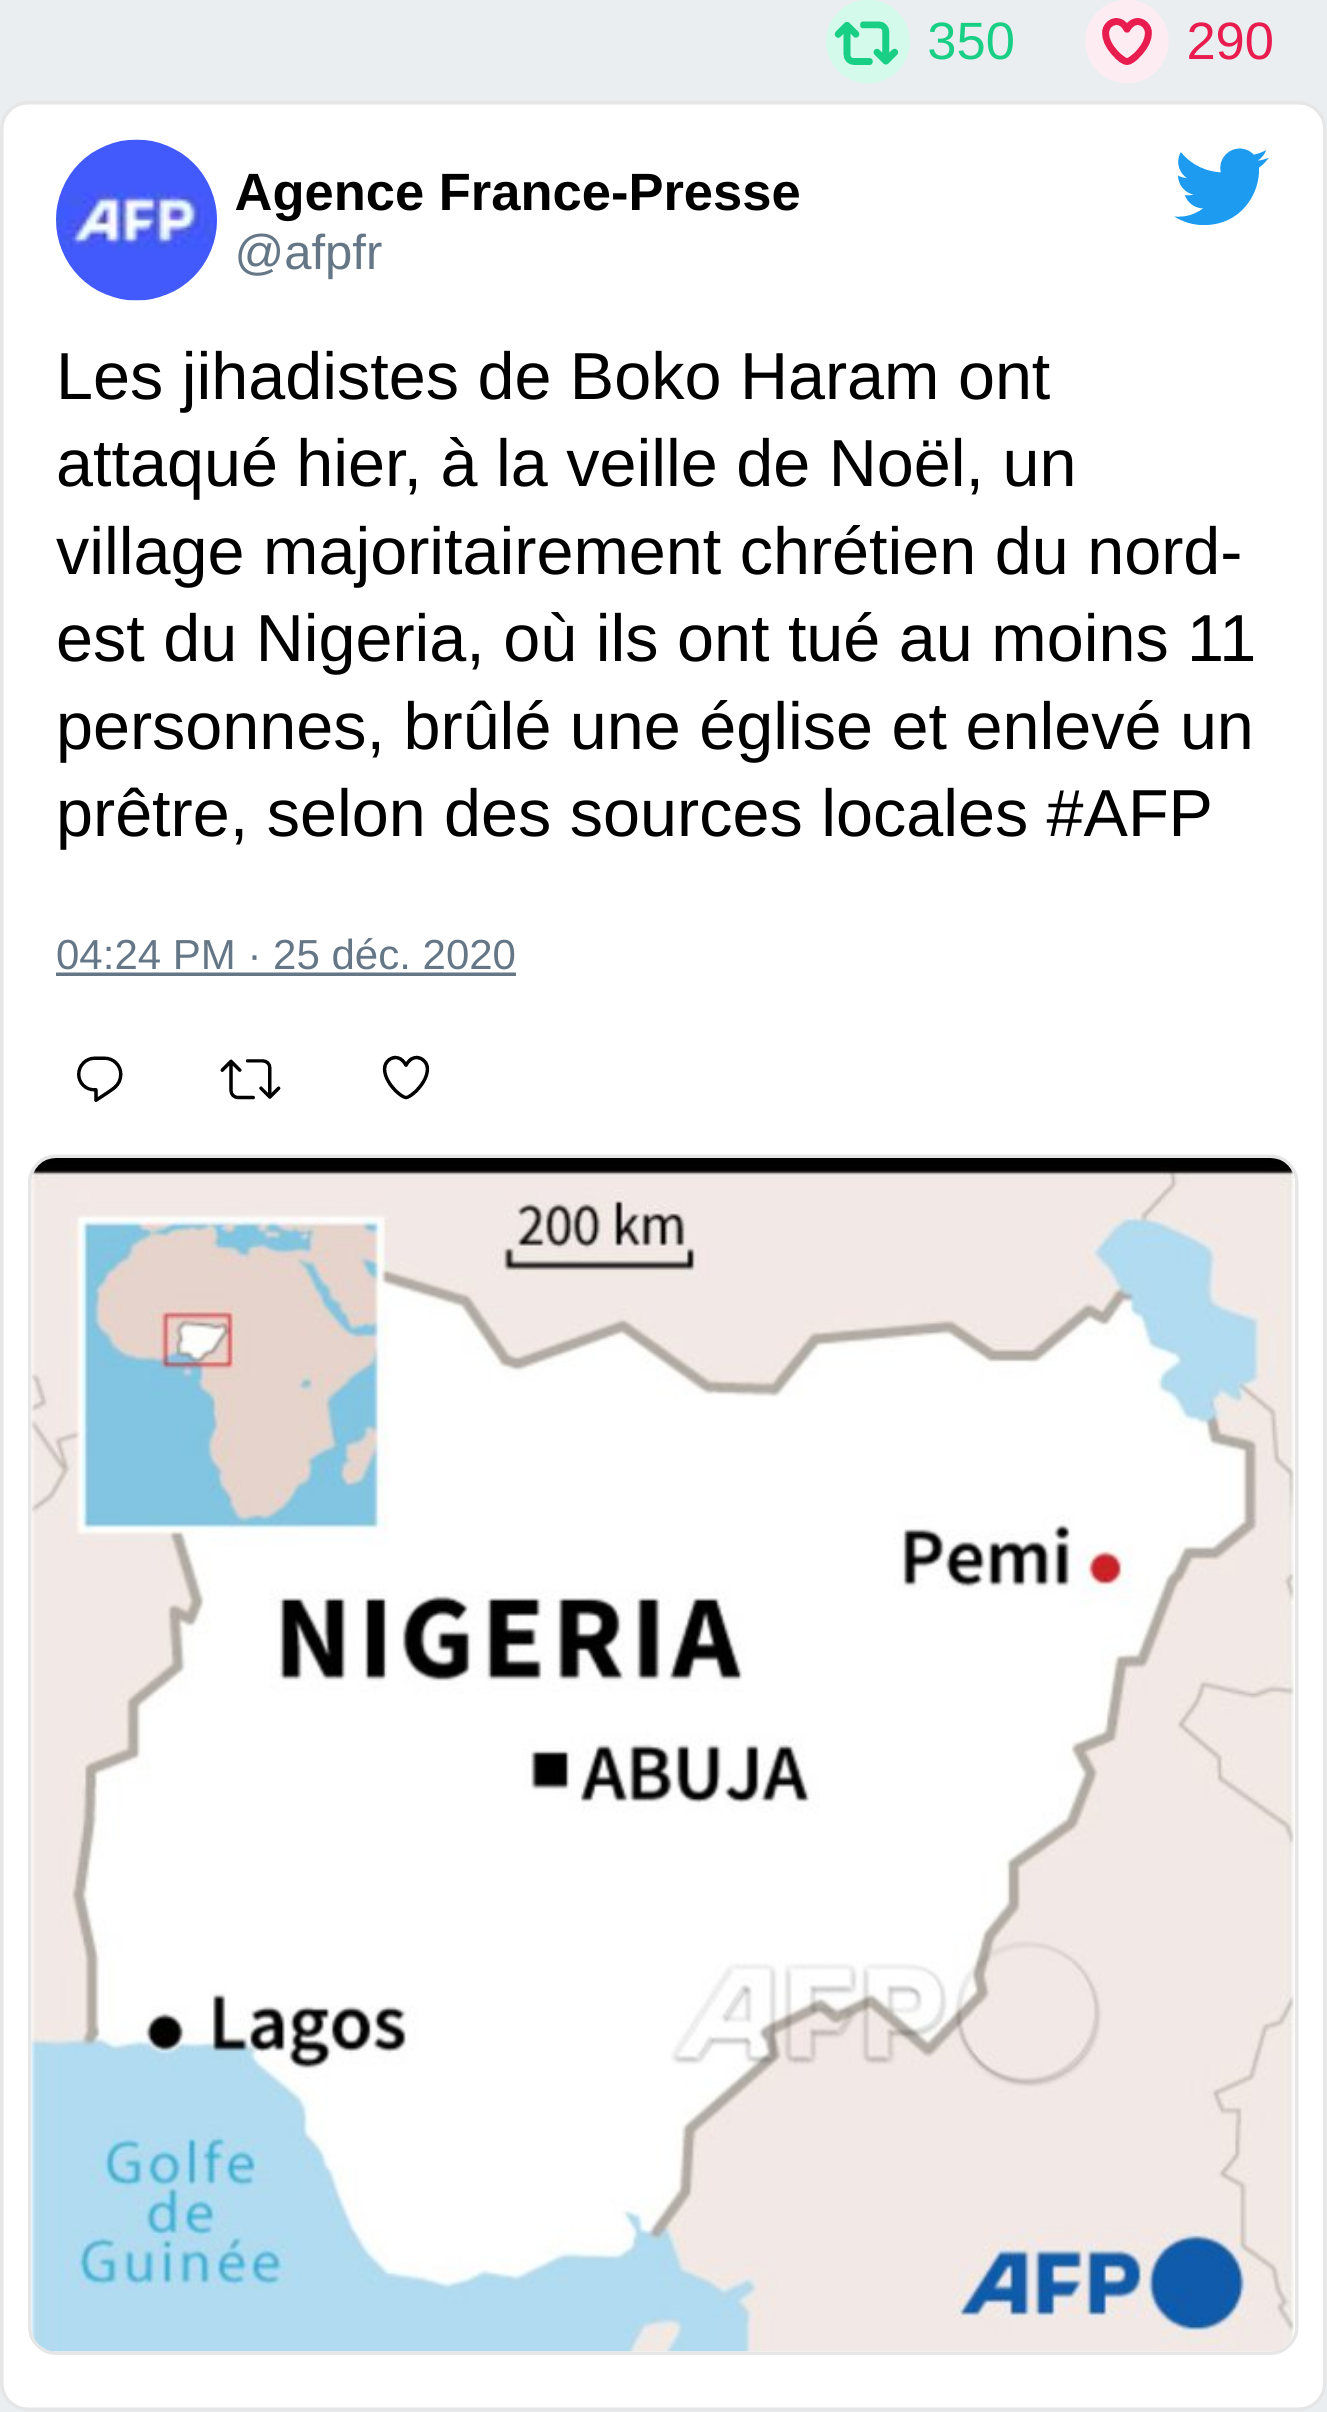 350 290
AFP
Agence France-Presse
@afpfr
Les jihadistes de Boko Haram ont
attaqué hier, à la veille de Noël, un
village majoritairement chrétien du nord-
est du Nigeria, où ils ont tué au moins 11
personnes, brûlé une église et enlevé un
prêtre, selon des sources locales #AFP
04:24 PM · 25 déc. 2020
200 km
Pemi
NIGERIA
ABUJA
AFP
Lagos
Golfe
de
Guinée
AFP